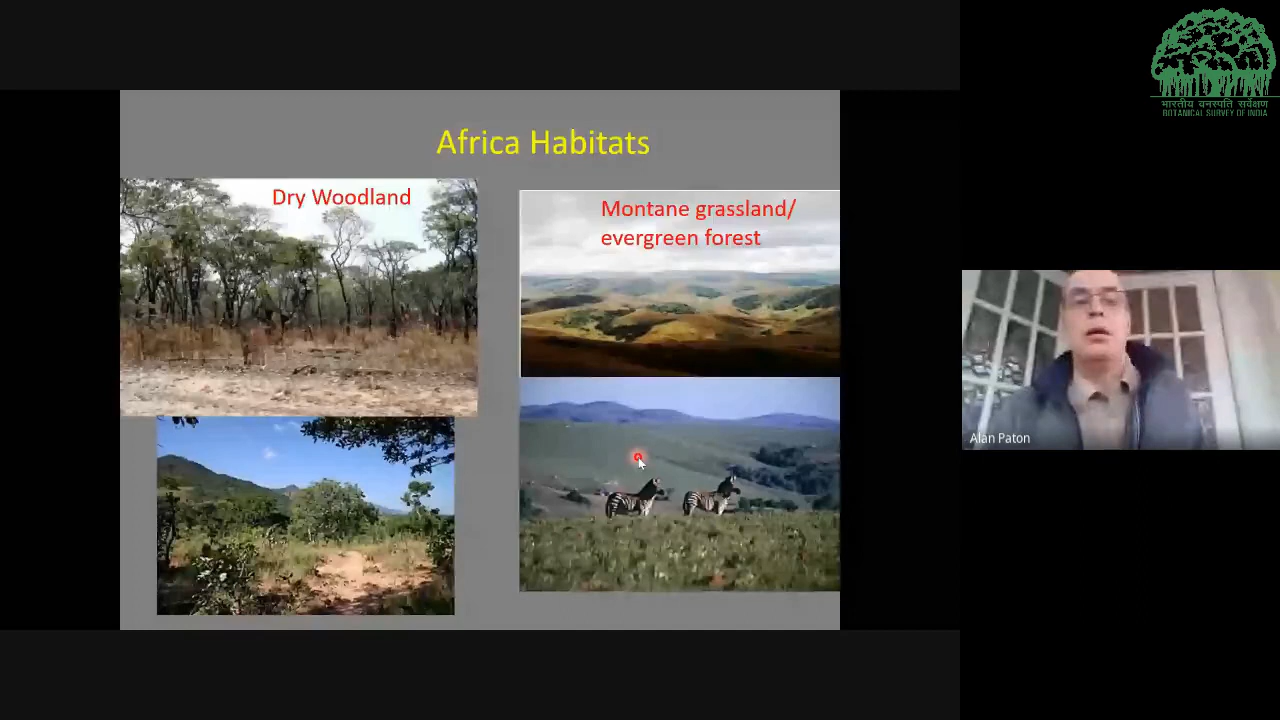 Africa Habitats
Dry Woodland
Montane grassland/
evergreen forest
Alan Paton
भारतीय वनस्पति सर्वेक्षण
BOTANICAL SURVEY OF INDIA